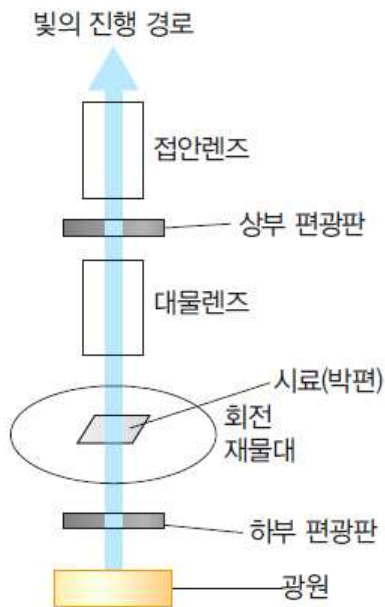 빛의 진행 경로
접안렌즈
상부 편광판
대물렌즈
시료(박편)
회전
재물대
하부 편광판
광원